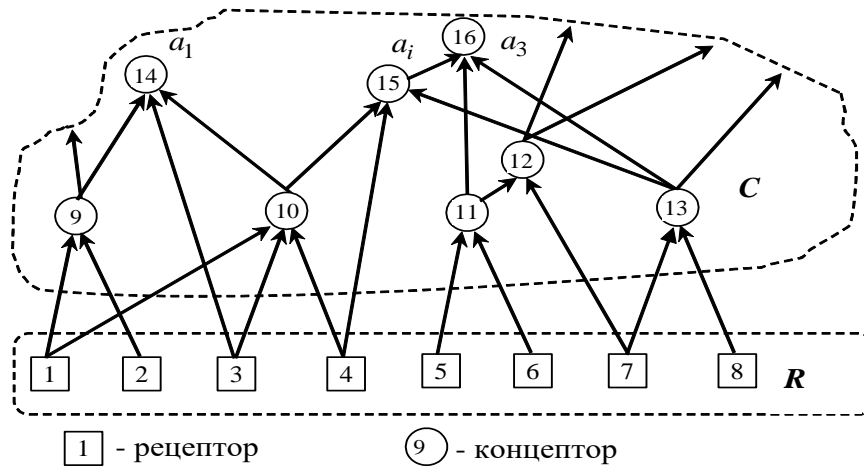 16
a₁ aᵢ a₃
14 15
12
9 10 11 13 C
1 2 3 4 5 6 7 8 R
1 - рецептор 9 - концептор